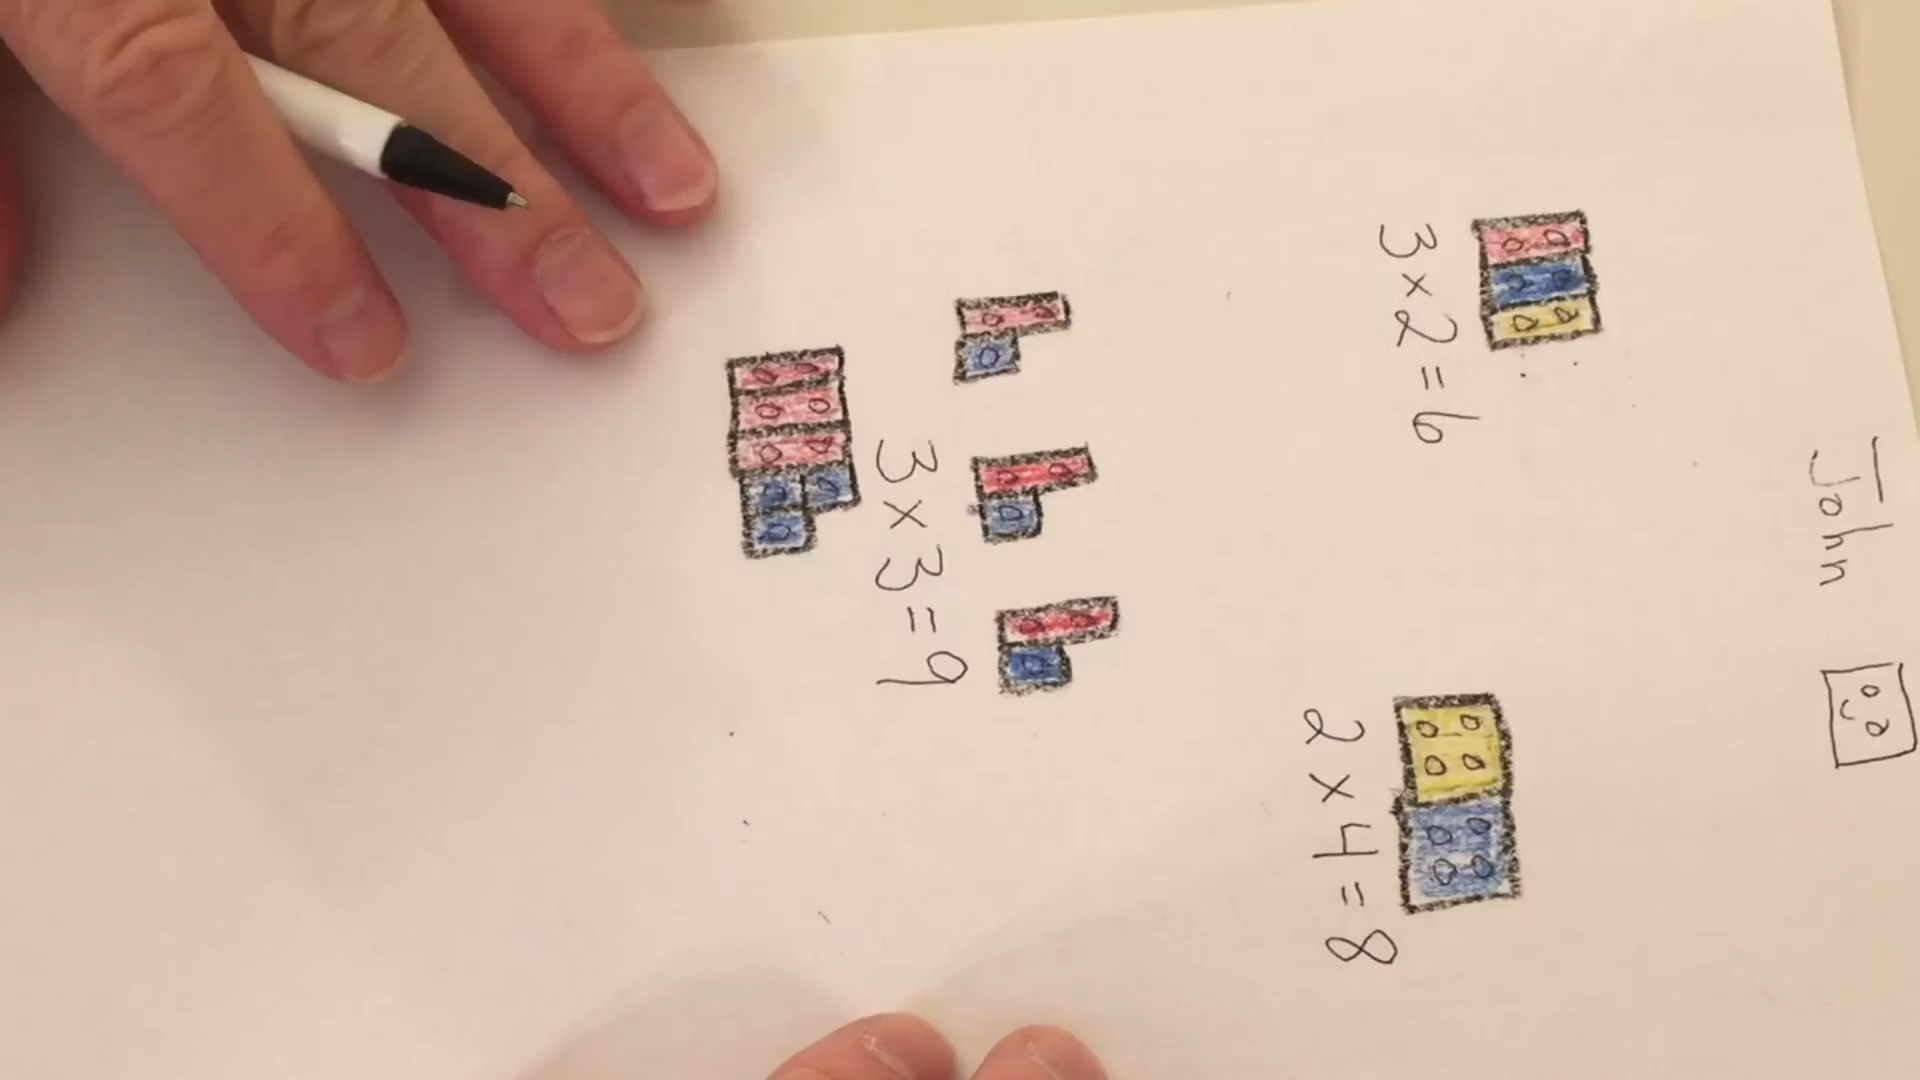 John
3 x 2 = 6
2 x 4 = 8
3 x 3 = 9